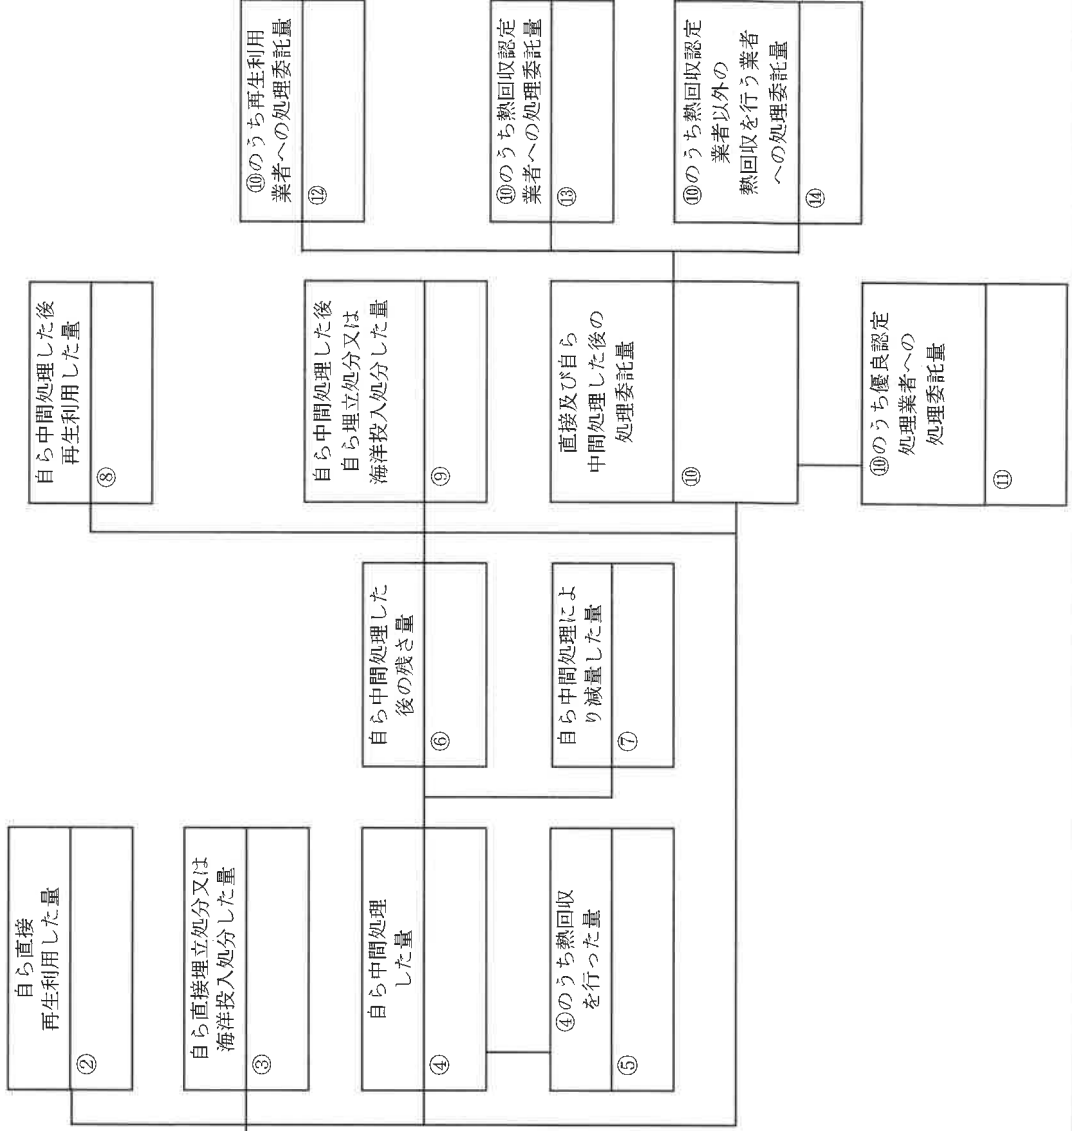 自ら直接
再生利用した量
②
自ら直接埋立処分又は
海洋投入処分した量
③
自ら中間処理
した量
④
④のうち熱回収
を行った量
⑤
自ら中間処理した
後の残さ量
⑥
自ら中間処理によ
り減量した量
⑦
自ら中間処理した後
再生利用した量
⑧
自ら中間処理した後
自ら埋立処分又は
海洋投入処分した量
⑨
直接及び自ら
中間処理した後の
処理委託量
⑩
⑩のうち優良認定
処理業者への
処理委託量
⑪
⑩のうち再生利用
業者への処理委託量
⑫
⑩のうち熱回収認定
業者への処理委託量
⑬
⑩のうち熱回収認定
業者以外の
熱回収を行う業者
への処理委託量
⑭